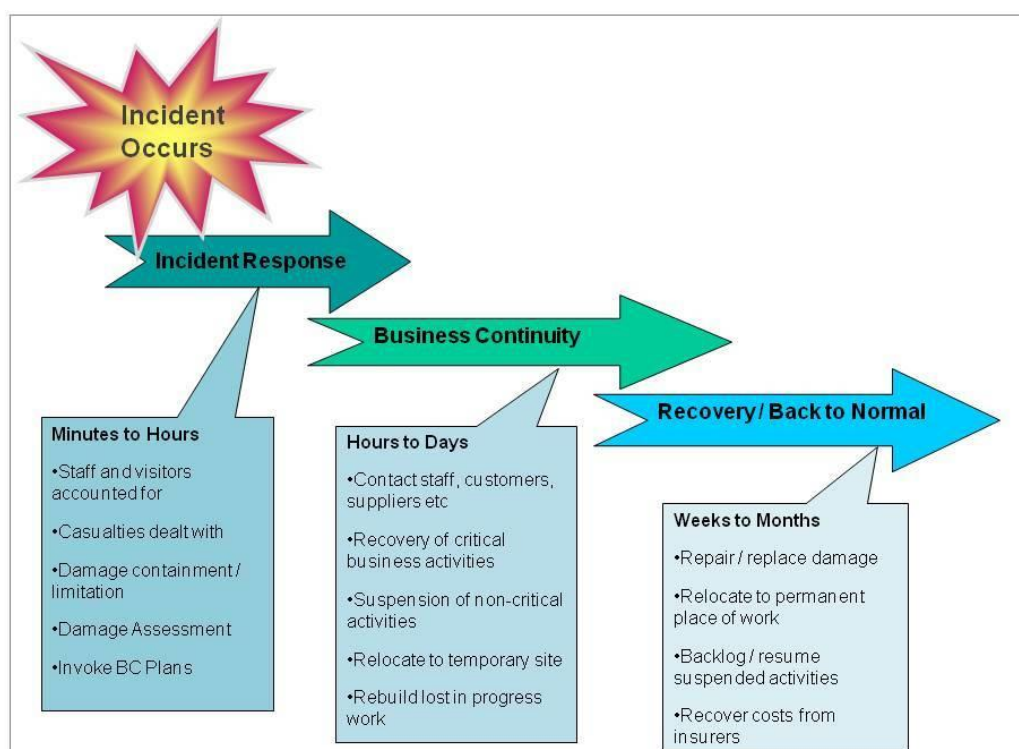 Incident
Occurs
Incident Response
Business Continuity
Recovery / Back to Normal
Minutes to Hours
•Staff and visitors
accounted for
•Casualties dealt with
•Damage containment /
limitation
•Damage Assessment
•Invoke BC Plans
Hours to Days
•Contact staff, customers,
suppliers etc
•Recovery of critical
business activities
•Suspension of non-critical
activities
•Relocate to temporary site
•Rebuild lost in progress
work
Weeks to Months
•Repair / replace damage
•Relocate to permanent
place of work
•Backlog / resume
suspended activities
•Recover costs from
insurers